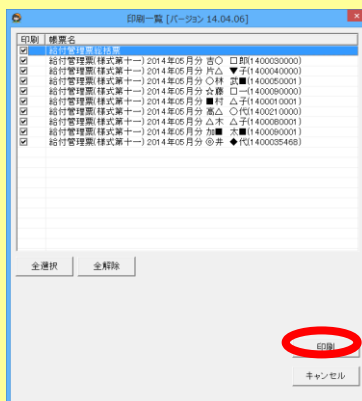 印刷一覧 [バージョン 14.04.06]
印刷 帳票名
給付管理票総括票
給付管理票(様式第十一) 2014年05月分 吉○ 口郎(1400030000)
給付管理票(様式第十一) 2014年05月分 片△ ▼子(1400040000)
給付管理票(様式第十一) 2014年05月分 ○林 武■(1400050001)
給付管理票(様式第十一) 2014年05月分 ☆藤 口一(1400090000)
給付管理票(様式第十一) 2014年05月分 ■村 △子(1400010001)
給付管理票(様式第十一) 2014年05月分 高△ ○代(1400210000)
給付管理票(様式第十一) 2014年05月分 △木 △子(1400080001)
給付管理票(様式第十一) 2014年05月分 加■ 太■(1400090001)
給付管理票(様式第十一) 2014年05月分 ◎井 ◆代(1400035468)
全選択 全解除
印刷
キャンセル